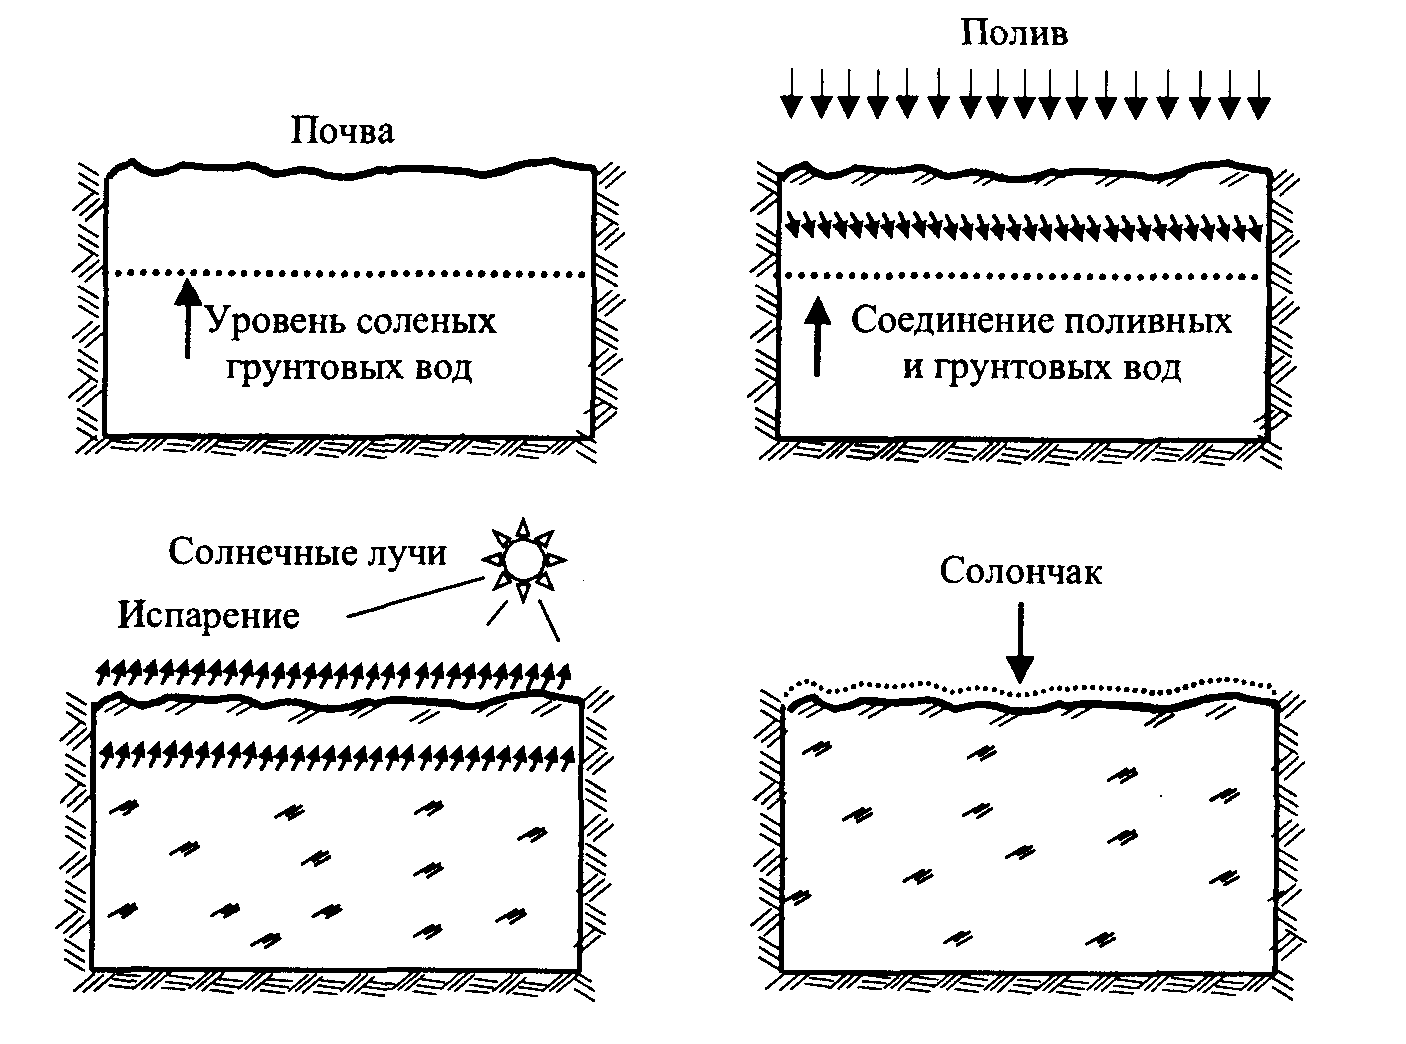 Почва
Уровень соленых
грунтовых вод
Полив
Соединение поливных
и грунтовых вод
Солнечные лучи
Испарение
Солончак